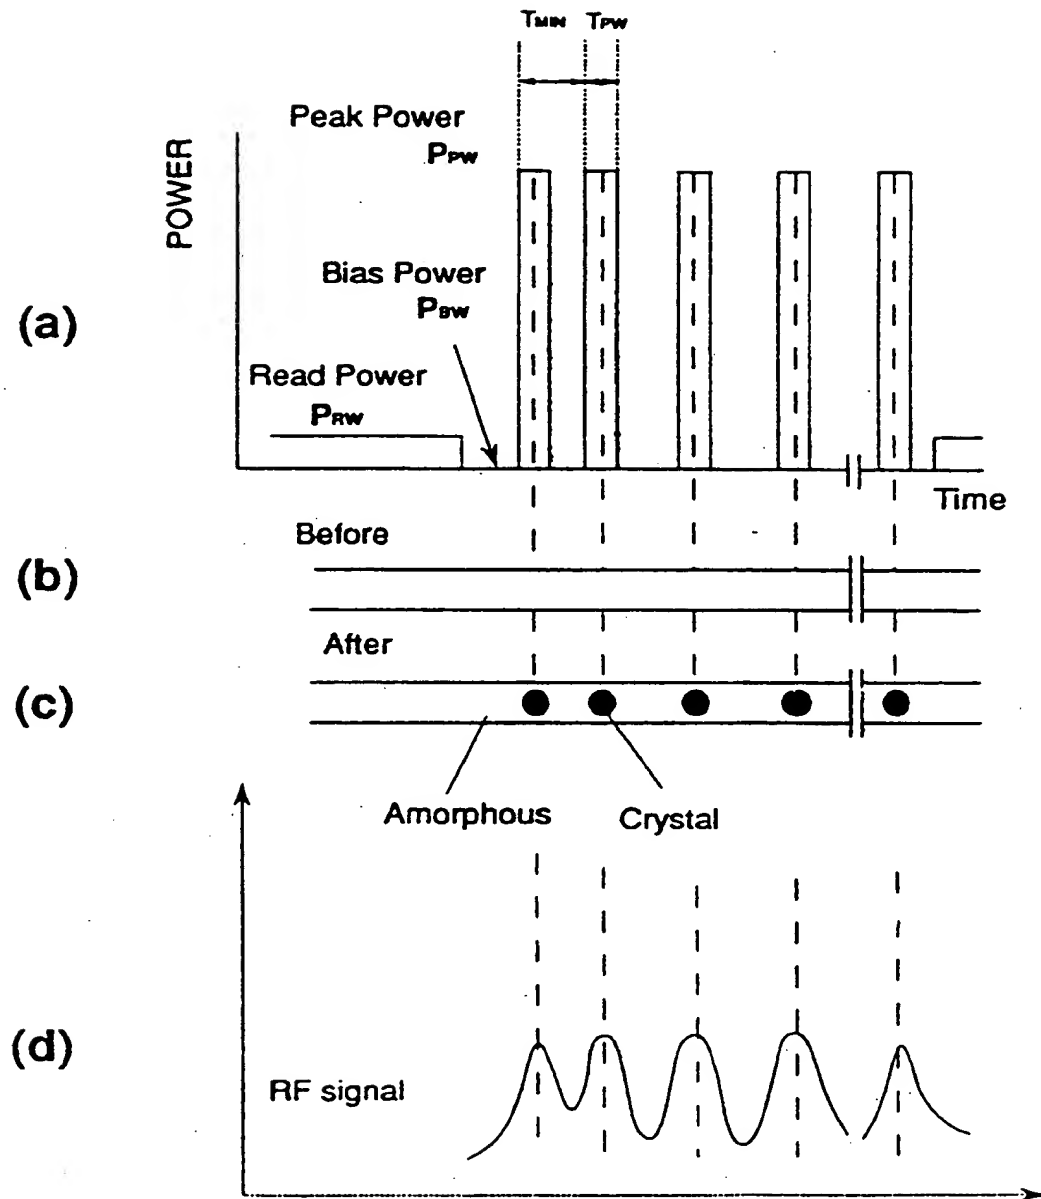 TMIN TPW
Peak Power
PPW
POWER
Bias Power
PBW
(a)
Read Power
PRW
Time
Before
(b)
After
(c)
Amorphous Crystal
(d)
RF signal